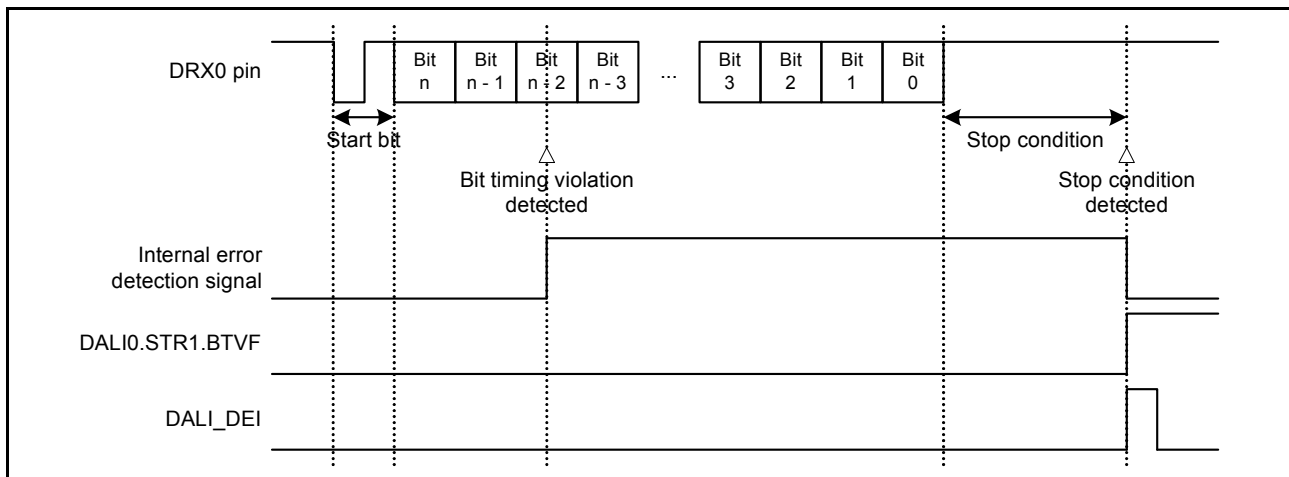 DRX0 pin
Bit
n
Bit
n - 1
Bit
n - 2
Bit
n - 3
...
Bit
3
Bit
2
Bit
1
Bit
0
Start bit
Stop condition
Bit timing violation
detected
Stop condition
detected
Internal error
detection signal
DALI0.STR1.BTVF
DALI_DEI